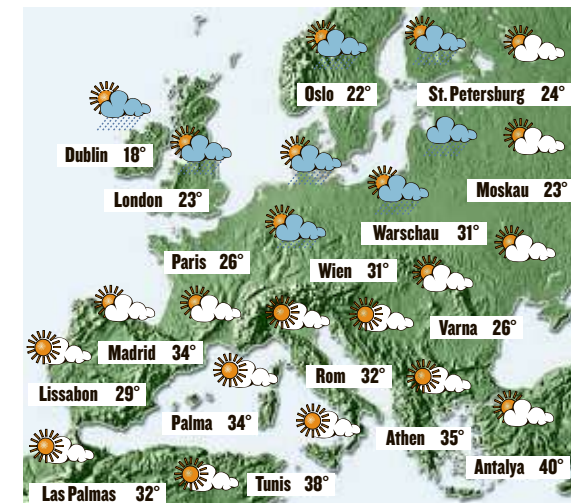 Oslo 22°
St. Petersburg 24°
Dublin 18°
Moskau 23°
London 23°
Warschau 31°
Paris 26°
Wien 31°
Varna 26°
Madrid 34°
Rom 32°
Lissabon 29°
Palma 34°
Athen 35°
Antalya 40°
Tunis 38°
Las Palmas 32°